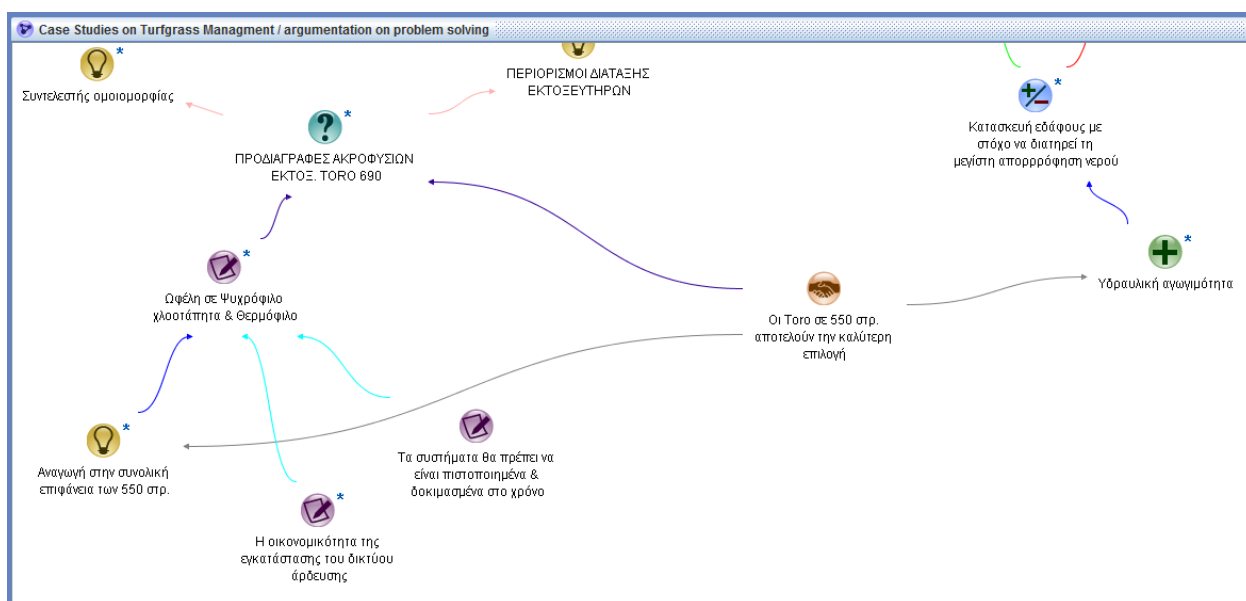 Case Studies on Turfgrass Managment / argumentation on problem solving
Συντελεστής ομοιομορφίας
ΠΕΡΙΟΡΙΣΜΟΙ ΔΙΑΤΑΞΗΣ
ΕΚΤΟΞΕΥΤΗΡΩΝ
Κατασκευή εδάφους με
στόχο να διατηρεί τη
μεγίστη απορρρόφηση νερού
ΠΡΟΔΙΑΓΡΑΦΕΣ ΑΚΡΟΦΥΣΙΩΝ
ΕΚΤΟΞ. TORO 690
Ωφέλη σε Ψυχρόφιλο
χλοοτάπητα & Θερμόφιλο
Υδραυλική αγωγιμότητα
Οι Toro σε 550 στρ.
αποτελούν την καλύτερη
επιλογή
Αναγωγή στην συνολική
επιφάνεια των 550 στρ.
Τα συστήματα θα πρέπει να
είναι πιστοποιημένα &
δοκιμασμένα στο χρόνο
Η οικονομικότητα της
εγκατάστασης του δικτύου
άρδευσης